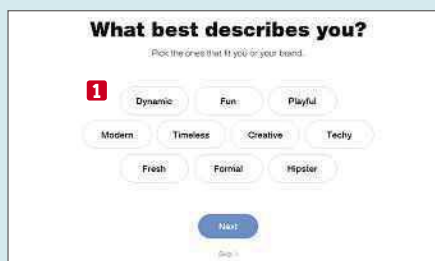 What best describes you?
Pick the ones that fit you or your brand.
1
Dynamic Fun Playful
Modern Timeless Creative Techy
Fresh Formal Hipster
Next
Skip >